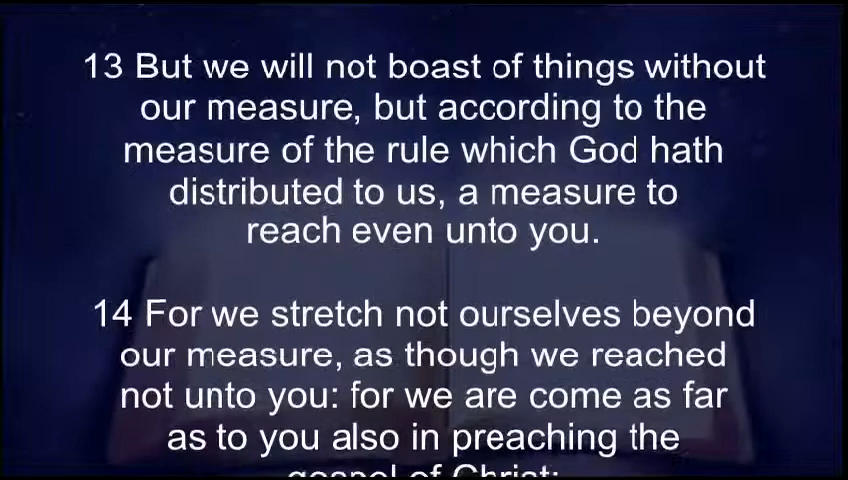 13 But we will not boast of things without
our measure, but according to the
measure of the rule which God hath
distributed to us, a measure to
reach even unto you.
14 For we stretch not ourselves beyond
our measure, as though we reached
not unto you: for we are come as far
as to you also in preaching the
gospel of Christ: